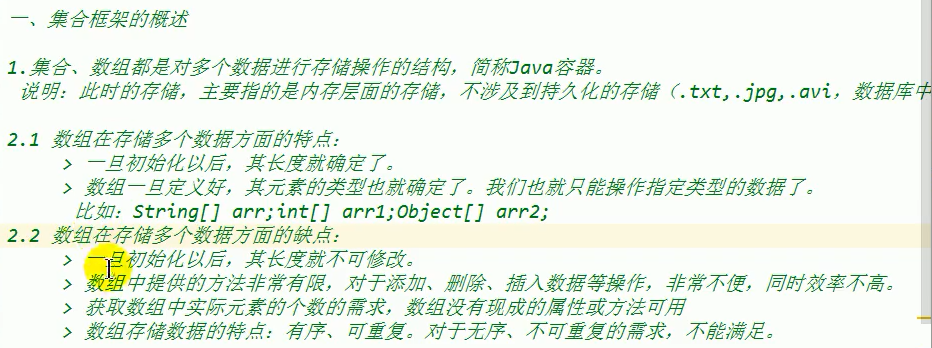 一、集合框架的概述
1.集合、数组都是对多个数据进行存储操作的结构，简称Java容器。
说明：此时的存储，主要指的是内存层面的存储，不涉及到持久化的存储（.txt,.jpg,.avi，数据库中
2.1 数组在存储多个数据方面的特点：
> 一旦初始化以后，其长度就确定了。
> 数组一旦定义好，其元素的类型也就确定了。我们也就只能操作指定类型的数据了。
比如：String[] arr;int[] arr1;Object[] arr2;
2.2 数组在存储多个数据方面的缺点：
> 一旦初始化以后，其长度就不可修改。
> 数组中提供的方法非常有限，对于添加、删除、插入数据等操作，非常不便，同时效率不高。
> 获取数组中实际元素的个数的需求，数组没有现成的属性或方法可用
> 数组存储数据的特点：有序、可重复。对于无序、不可重复的需求，不能满足。